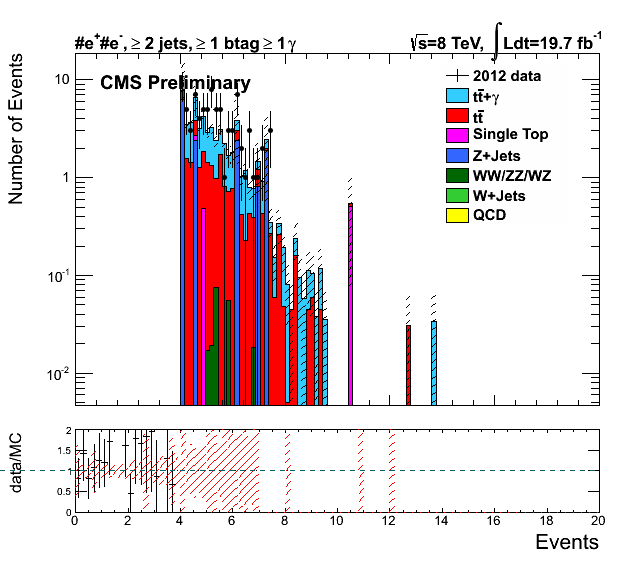 #e⁺#e⁻, ≥ 2 jets, ≥ 1 btag ≥ 1 γ
√s=8 TeV, ∫ Ldt=19.7 fb⁻¹
CMS Preliminary
2012 data
tt̄+γ
tt̄
Single Top
Z+Jets
WW/ZZ/WZ
W+Jets
QCD
Number of Events
10
1
10⁻¹
10⁻²
data/MC
2
1.5
1
0.5
0
0 2 4 6 8 10 12 14 16 18 20
Events